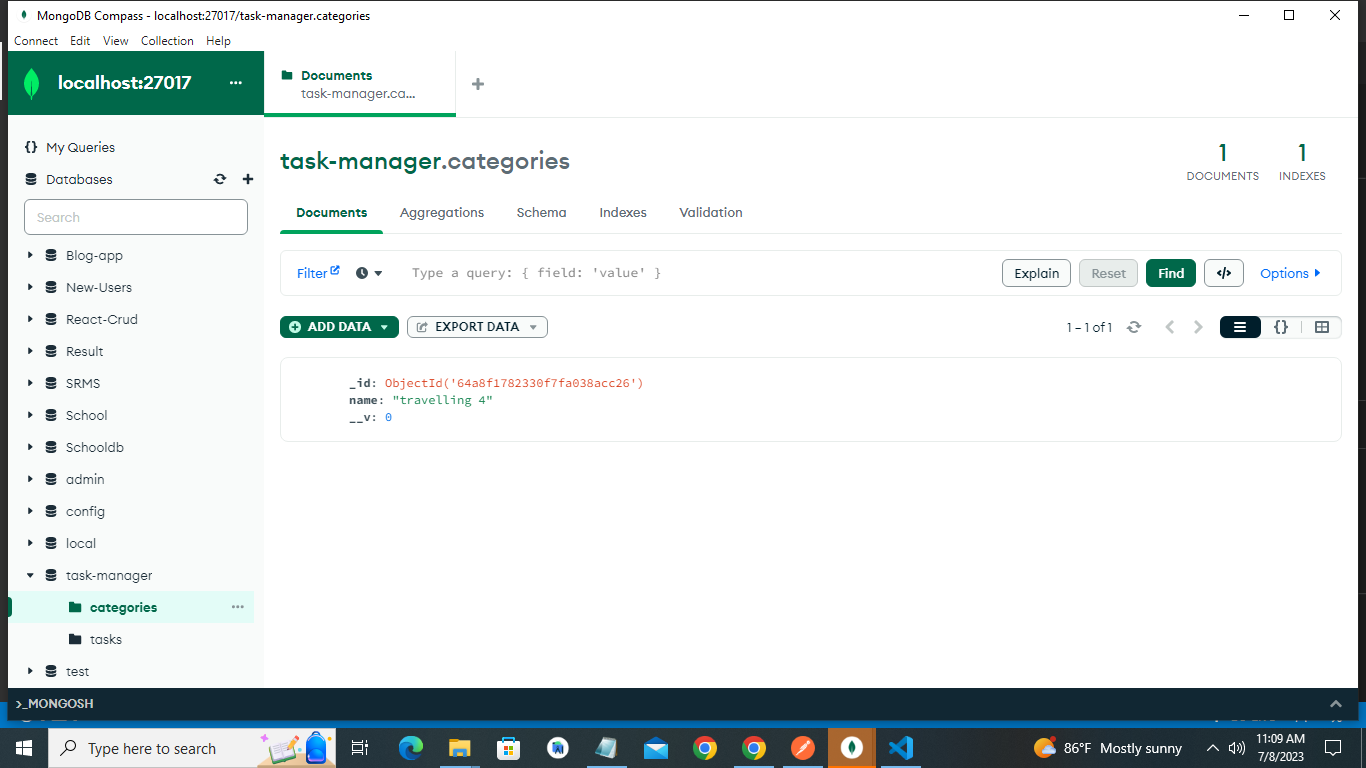 MongoDB Compass - localhost:27017/task-manager.categories
Connect Edit View Collection Help
localhost:27017 ...
Documents
task-manager.ca...
+
{} My Queries
Databases
Search
Blog-app
New-Users
React-Crud
Result
SRMS
School
Schooldb
admin
config
local
task-manager
categories ...
tasks
test
task-manager.categories
1
DOCUMENTS
1
INDEXES
Documents Aggregations Schema Indexes Validation
Filter Type a query: { field: 'value' } Explain Reset Find </> Options
ADD DATA EXPORT DATA 1 – 1 of 1 {}
_id: ObjectId('64a8f1782330f7fa038acc26')
name: "travelling 4"
__v: 0
>_MONGOSH
Type here to search
86°F Mostly sunny
11:09 AM
7/8/2023